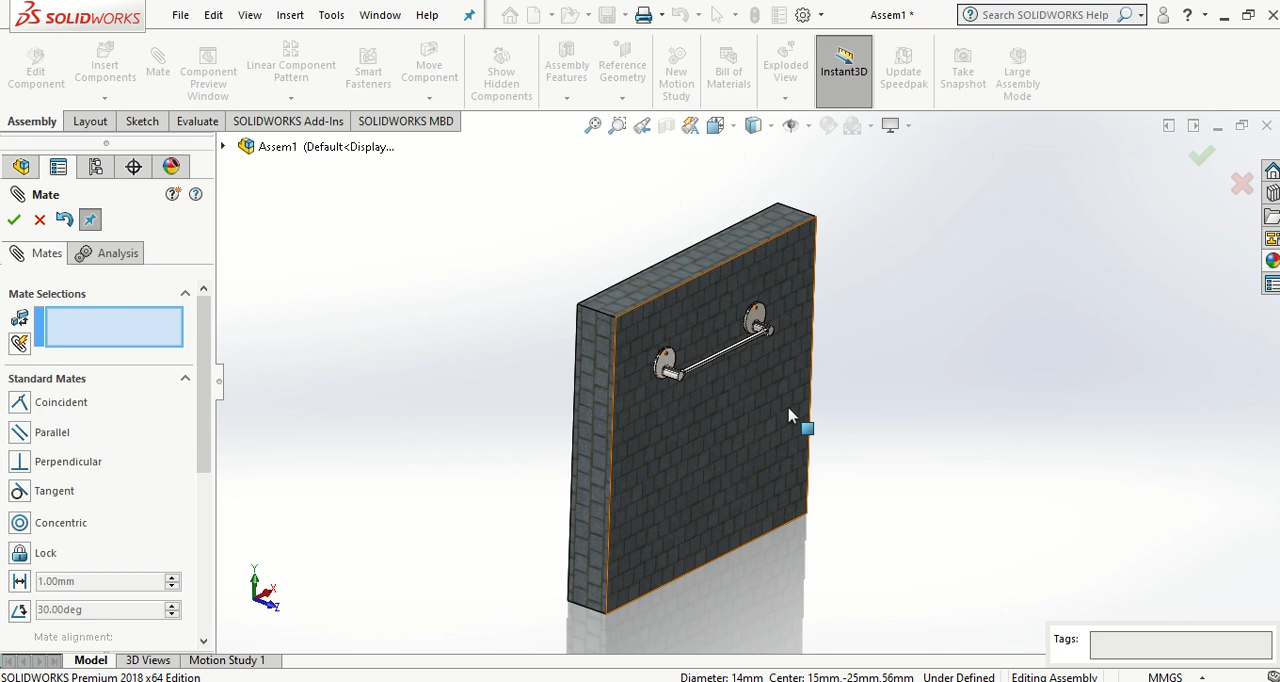 SOLIDWORKS File Edit View Insert Tools Window Help Assem1 * Search SOLIDWORKS Help ?
Edit Component
Insert Components
Mate
Component Preview Window
Linear Component Pattern
Smart Fasteners
Move Component
Show Hidden Components
Assembly Features
Reference Geometry
New Motion Study
Bill of Materials
Exploded View
Instant3D
Update Speedpak
Take Snapshot
Large Assembly Mode
Assembly Layout Sketch Evaluate SOLIDWORKS Add-Ins SOLIDWORKS MBD
Assem1 (Default<Display...
Mate
Mates Analysis
Mate Selections
Standard Mates
Coincident
Parallel
Perpendicular
Tangent
Concentric
Lock
1.00mm
30.00deg
Mate alignment:
Y
X
Z
Tags:
Model 3D Views Motion Study 1
SOLIDWORKS Premium 2018 x64 Edition Diameter: 14mm Center: 15mm,-25mm,56mm Under Defined Editing Assembly MMGS